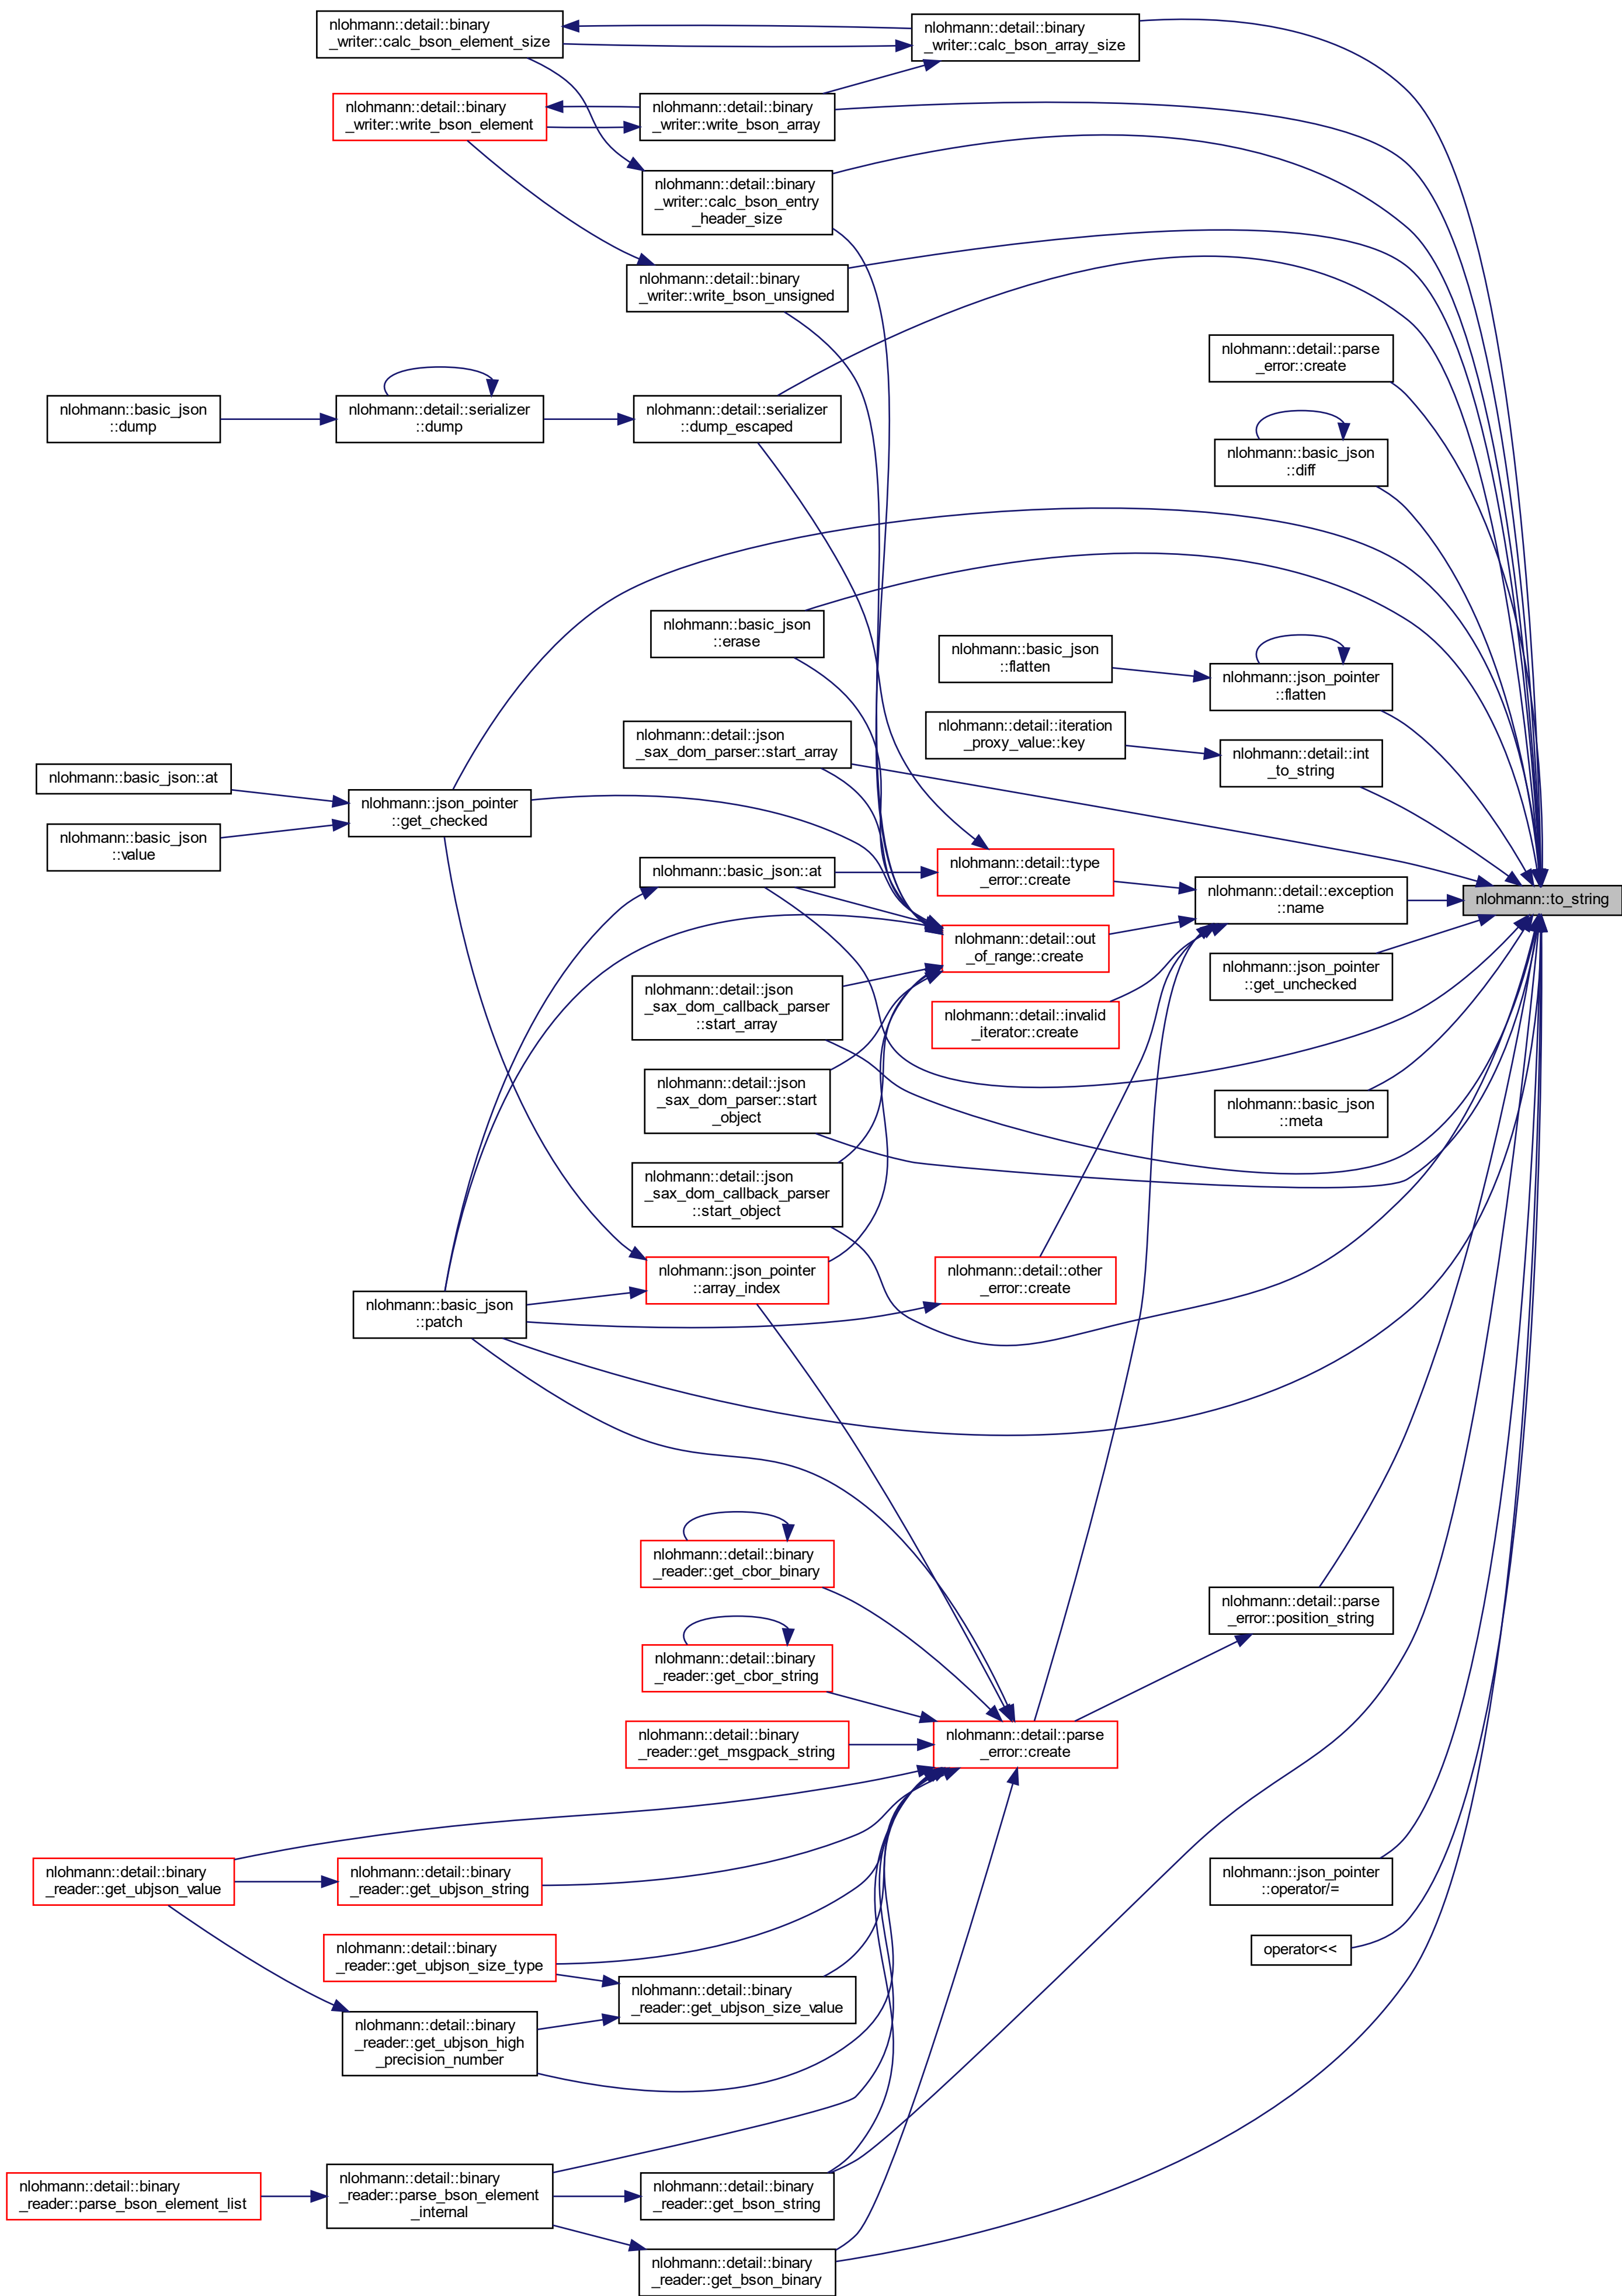 nlohmann::detail::binary
_writer::calc_bson_element_size
nlohmann::detail::binary
_writer::calc_bson_array_size
nlohmann::detail::binary
_writer::write_bson_element
nlohmann::detail::binary
_writer::write_bson_array
nlohmann::detail::binary
_writer::calc_bson_entry
_header_size
nlohmann::detail::binary
_writer::write_bson_unsigned
nlohmann::detail::parse
_error::create
nlohmann::basic_json
::dump
nlohmann::detail::serializer
::dump
nlohmann::detail::serializer
::dump_escaped
nlohmann::basic_json
::diff
nlohmann::basic_json
::erase
nlohmann::basic_json
::flatten
nlohmann::json_pointer
::flatten
nlohmann::detail::json
_sax_dom_parser::start_array
nlohmann::detail::iteration
_proxy_value::key
nlohmann::detail::int
_to_string
nlohmann::basic_json::at
nlohmann::json_pointer
::get_checked
nlohmann::basic_json
::value
nlohmann::basic_json::at
nlohmann::detail::type
_error::create
nlohmann::detail::exception
::name
nlohmann::to_string
nlohmann::detail::out
_of_range::create
nlohmann::json_pointer
::get_unchecked
nlohmann::detail::json
_sax_dom_callback_parser
::start_array
nlohmann::detail::invalid
_iterator::create
nlohmann::detail::json
_sax_dom_parser::start
_object
nlohmann::basic_json
::meta
nlohmann::detail::json
_sax_dom_callback_parser
::start_object
nlohmann::json_pointer
::array_index
nlohmann::detail::other
_error::create
nlohmann::basic_json
::patch
nlohmann::detail::binary
_reader::get_cbor_binary
nlohmann::detail::parse
_error::position_string
nlohmann::detail::binary
_reader::get_cbor_string
nlohmann::detail::binary
_reader::get_msgpack_string
nlohmann::detail::parse
_error::create
nlohmann::detail::binary
_reader::get_ubjson_value
nlohmann::detail::binary
_reader::get_ubjson_string
nlohmann::json_pointer
::operator/=
nlohmann::detail::binary
_reader::get_ubjson_size_type
operator<<
nlohmann::detail::binary
_reader::get_ubjson_size_value
nlohmann::detail::binary
_reader::get_ubjson_high
_precision_number
nlohmann::detail::binary
_reader::parse_bson_element_list
nlohmann::detail::binary
_reader::parse_bson_element
_internal
nlohmann::detail::binary
_reader::get_bson_string
nlohmann::detail::binary
_reader::get_bson_binary